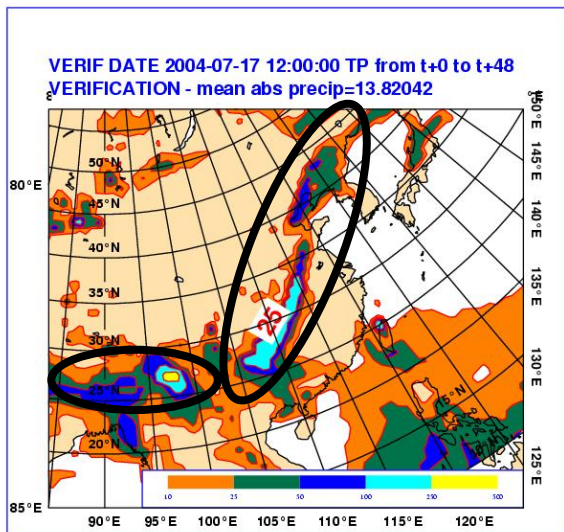 VERIF DATE 2004-07-17 12:00:00 TP from t+0 to t+48
VERIFICATION - mean abs precip=13.82042
150°E
50°N
145°E
80°E
45°N
140°E
40°N
35°N
135°E
25
30°N
130°E
25°N
15°N
20°N
125°E
10 25 50 100 250 500
85°E
90°E 95°E 100°E 105°E 110°E 115°E 120°E